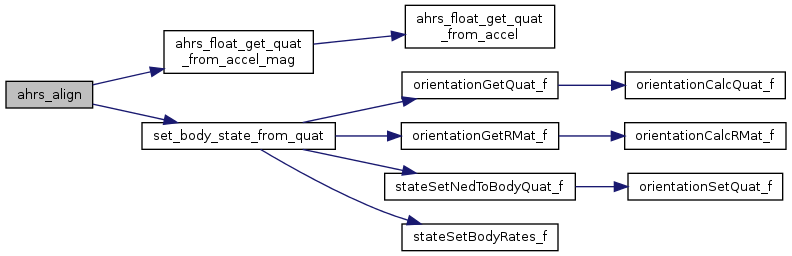 ahrs_align
ahrs_float_get_quat
_from_accel_mag
ahrs_float_get_quat
_from_accel
set_body_state_from_quat
orientationGetQuat_f
orientationCalcQuat_f
orientationGetRMat_f
orientationCalcRMat_f
stateSetNedToBodyQuat_f
orientationSetQuat_f
stateSetBodyRates_f